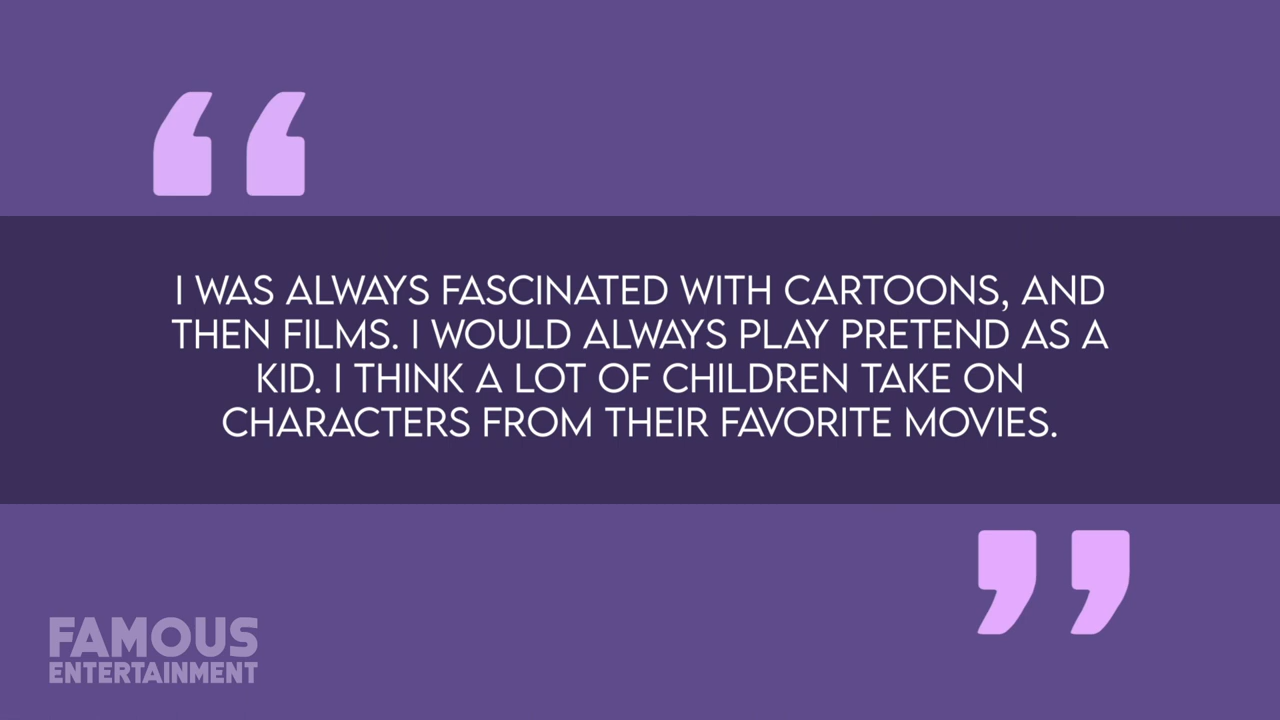 I WAS ALWAYS FASCINATED WITH CARTOONS, AND
THEN FILMS. I WOULD ALWAYS PLAY PRETEND AS A
KID. I THINK A LOT OF CHILDREN TAKE ON
CHARACTERS FROM THEIR FAVORITE MOVIES.
FAMOUS
ENTERTAINMENT